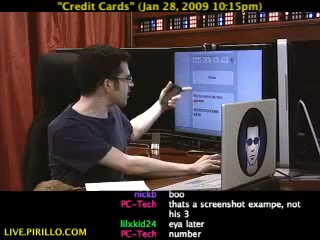 "Credit Cards" (Jan 28, 2009 10:15pm)
nickb boo
PC-Tech thats a screenshot exampe, not
his 3
lilxkid24 eya later
PC-Tech number
LIVE.PIRILLO.COM